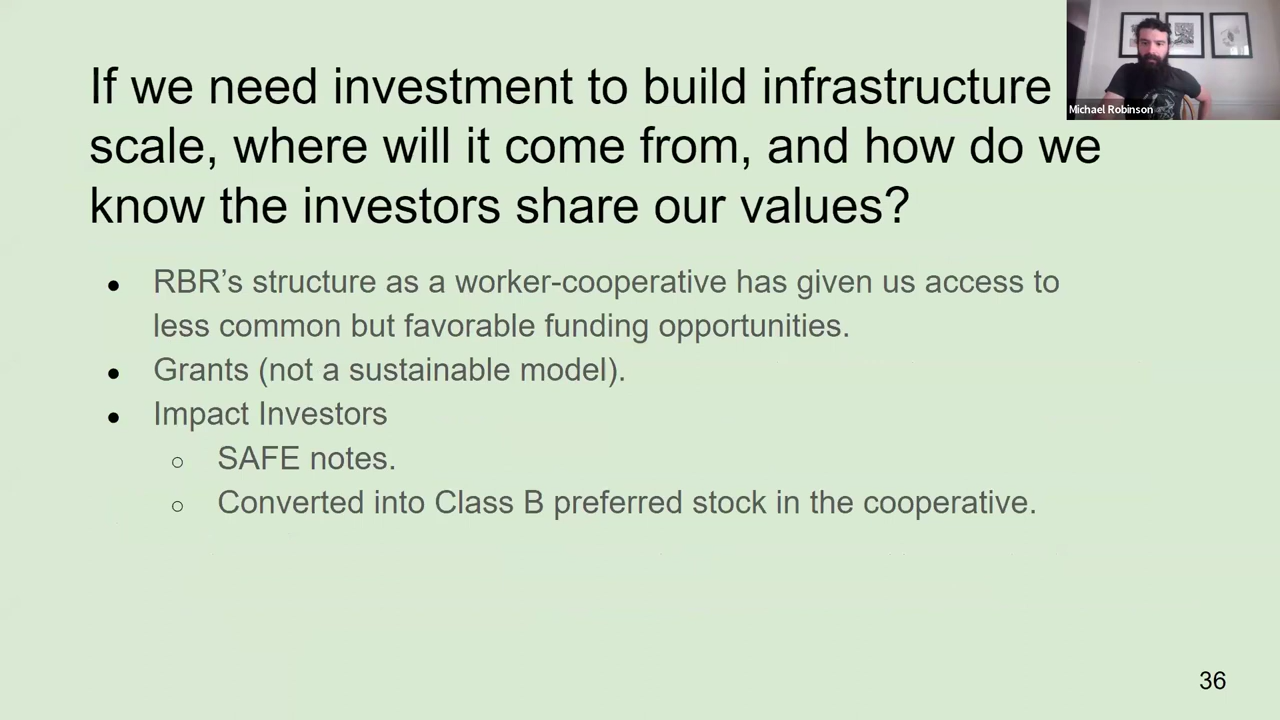 If we need investment to build infrastructure
scale, where will it come from, and how do we
know the investors share our values?
● RBR’s structure as a worker-cooperative has given us access to
less common but favorable funding opportunities.
● Grants (not a sustainable model).
● Impact Investors
○ SAFE notes.
○ Converted into Class B preferred stock in the cooperative.
Michael Robinson
36